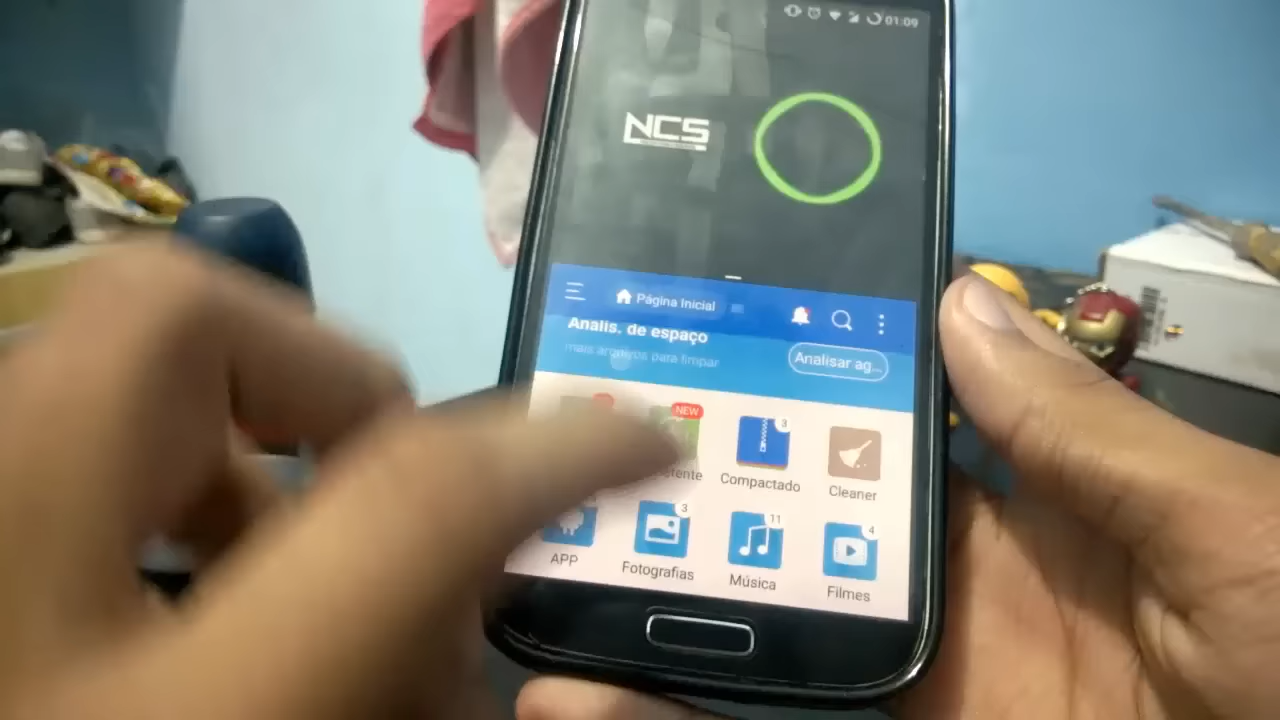 01:09
NCS
Página Inicial
Analis. de espaço
mais arquivos para limpar
Analisar ag...
NEW
3
Compactado
Cleaner
APP
3
Fotografias
11
Música
4
Filmes